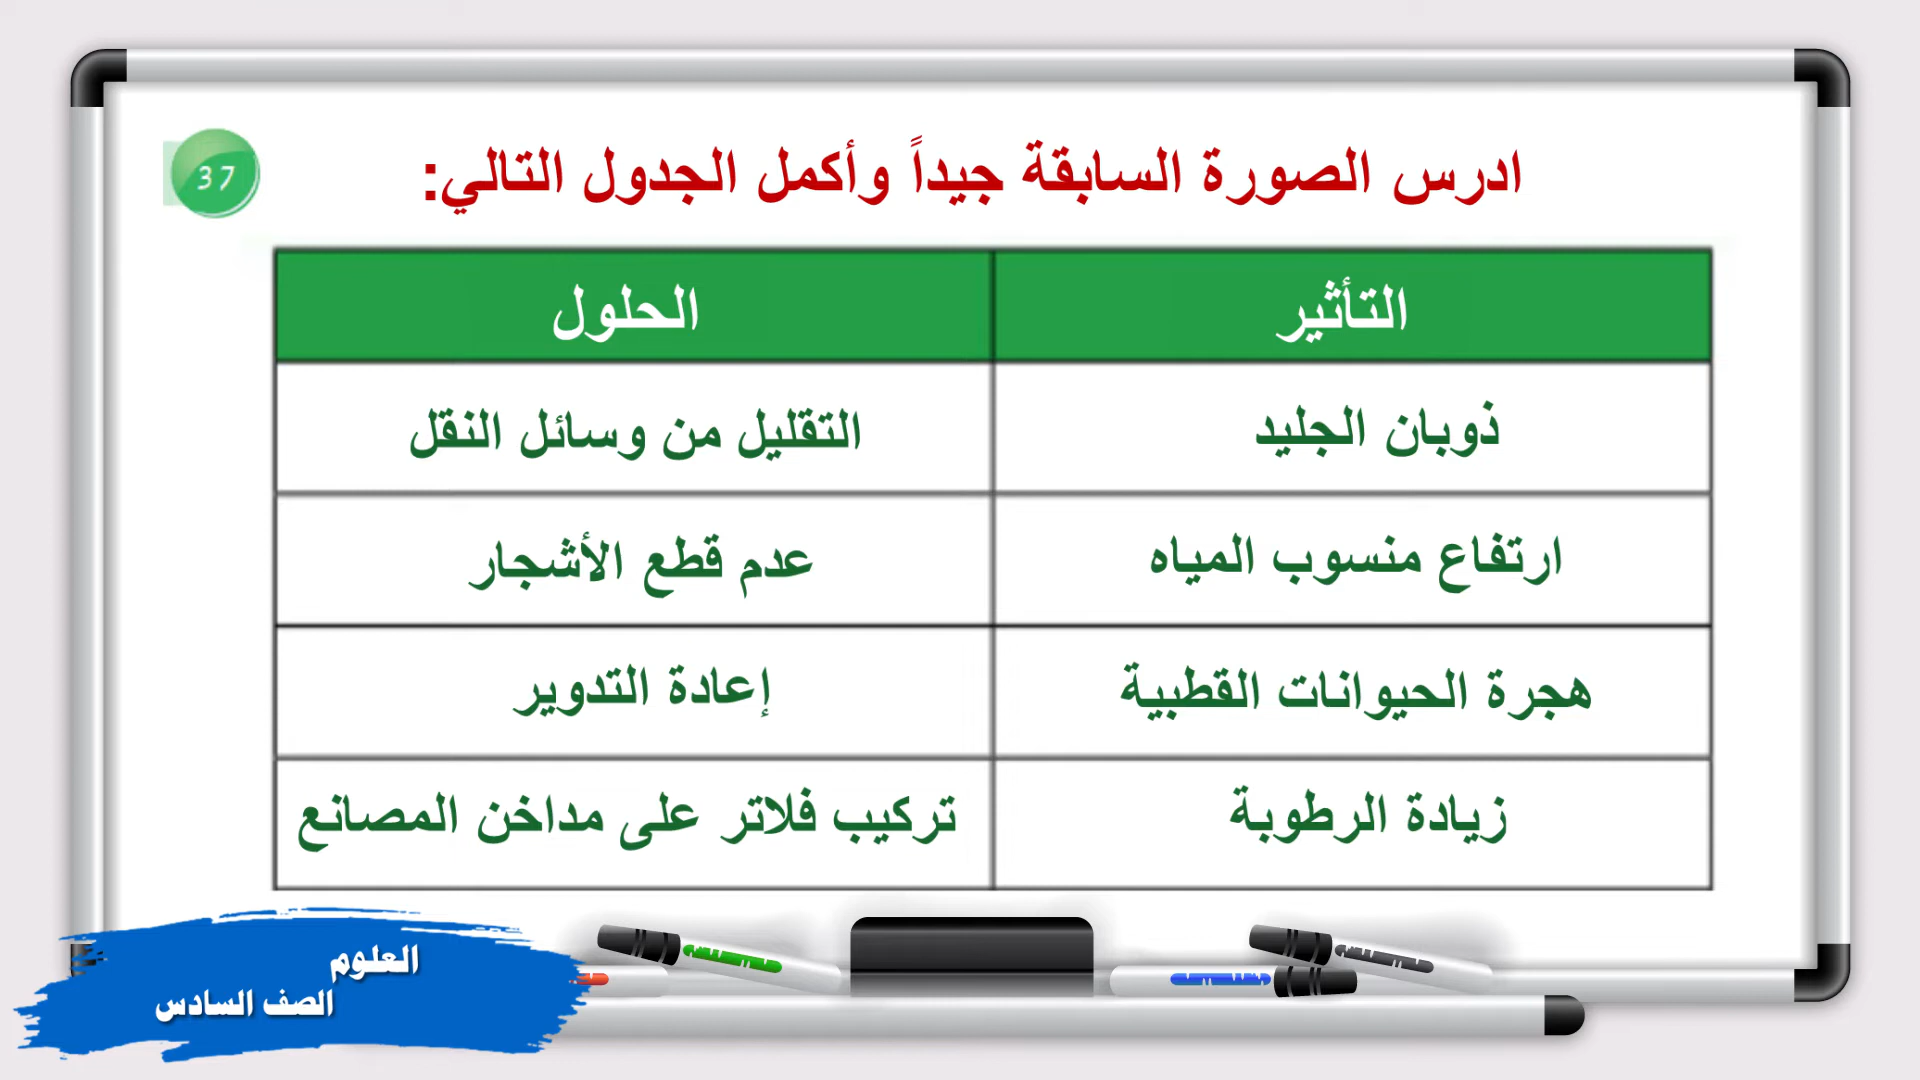 ادرس الصورة السابقة جيداً وأكمل الجدول التالي:
37
التأثير
الحلول
ذوبان الجليد
التقليل من وسائل النقل
ارتفاع منسوب المياه
عدم قطع الأشجار
هجرة الحيوانات القطبية
إعادة التدوير
زيادة الرطوبة
تركيب فلاتر على مداخن المصانع
العلوم
الصف السادس